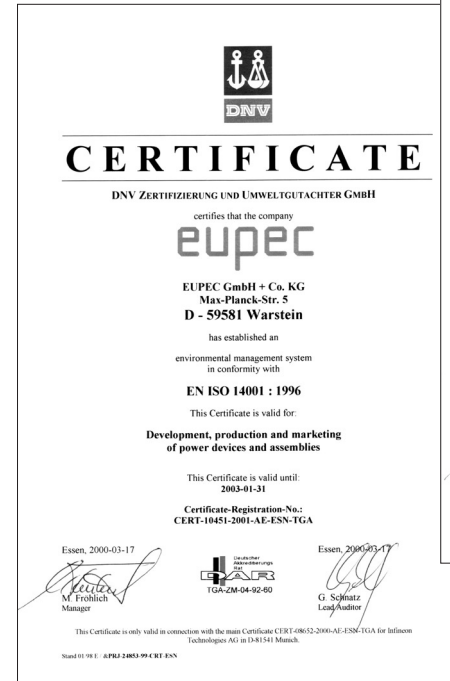 DNV
CERTIFICATE
DNV ZERTIFIZIERUNG UND UMWELTGUTACHTER GMBH
certifies that the company
eupec
EUPEC GmbH + Co. KG
Max-Planck-Str. 5
D - 59581 Warstein
has established an
environmental management system
in conformity with
EN ISO 14001 : 1996
This Certificate is valid for:
Development, production and marketing
of power devices and assemblies
This Certificate is valid until:
2003-01-31
Certificate-Registration-No.:
CERT-10451-2001-AE-ESN-TGA
Essen, 2000-03-17
Essen, 2000-03-17
Deutscher
Akkreditierungs
Rat
DAR
TGA-ZM-04-92-60
M. Fröhlich
Manager
G. Schnatz
Lead Auditor
This Certificate is only valid in connection with the main Certificate CERT-08652-2000-AE-ESN-TGA for Infineon
Technologies AG in D-81541 Munich.
Stand 01/98 E / &PRJ-24853-99-CRT-ESN